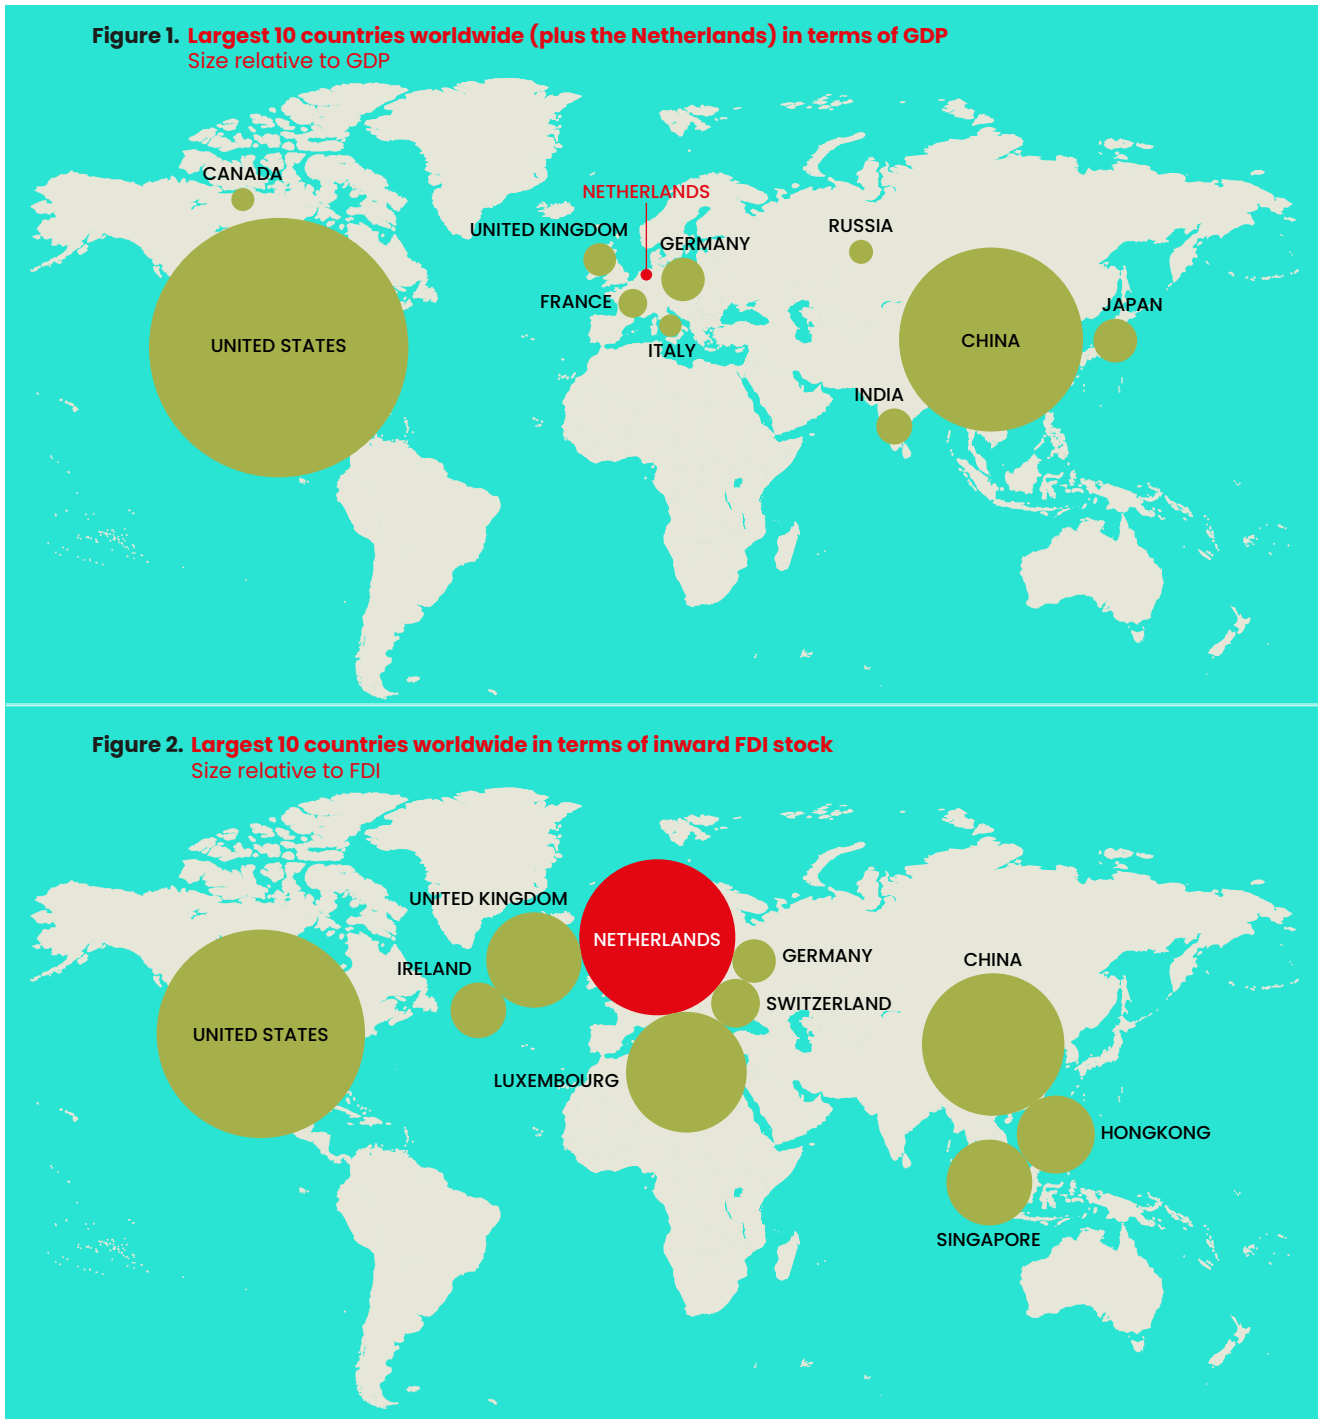 Figure 1. Largest 10 countries worldwide (plus the Netherlands) in terms of GDP
Size relative to GDP
CANADA
NETHERLANDS
UNITED KINGDOM
RUSSIA
GERMANY
FRANCE
JAPAN
UNITED STATES
CHINA
ITALY
INDIA
Figure 2. Largest 10 countries worldwide in terms of inward FDI stock
Size relative to FDI
UNITED KINGDOM
NETHERLANDS
GERMANY
CHINA
IRELAND
SWITZERLAND
UNITED STATES
LUXEMBOURG
HONGKONG
SINGAPORE